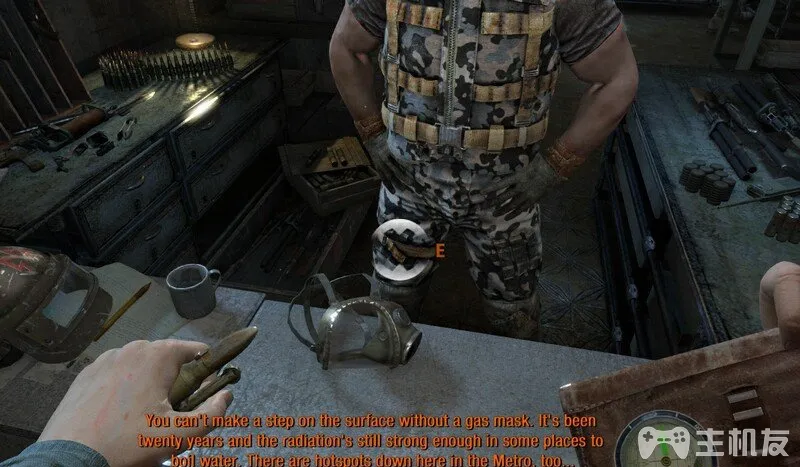 E
You can't make a step on the surface without a gas mask. It's been
twenty years and the radiation's still strong enough in some places to
boil water. There are hotspots down here in the Metro, too...
主机友